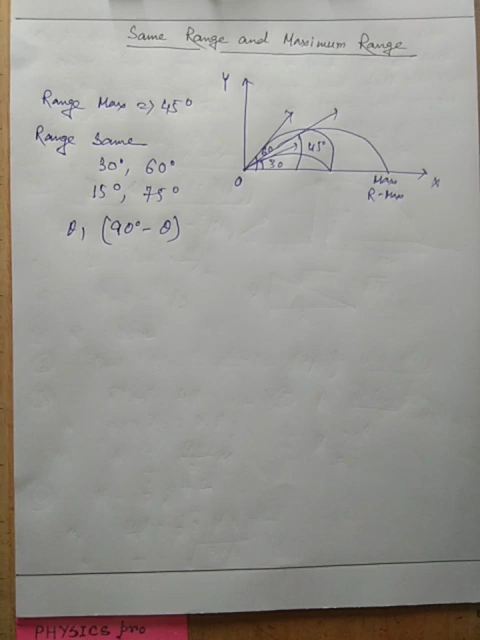 Same Range and Maximum Range
Range Max => 45°
Range Same
30°, 60°
15°, 75°
θ, (90° - θ)
Y
60
30
45°
O
Max
R-Max
X
PHYSICS pro